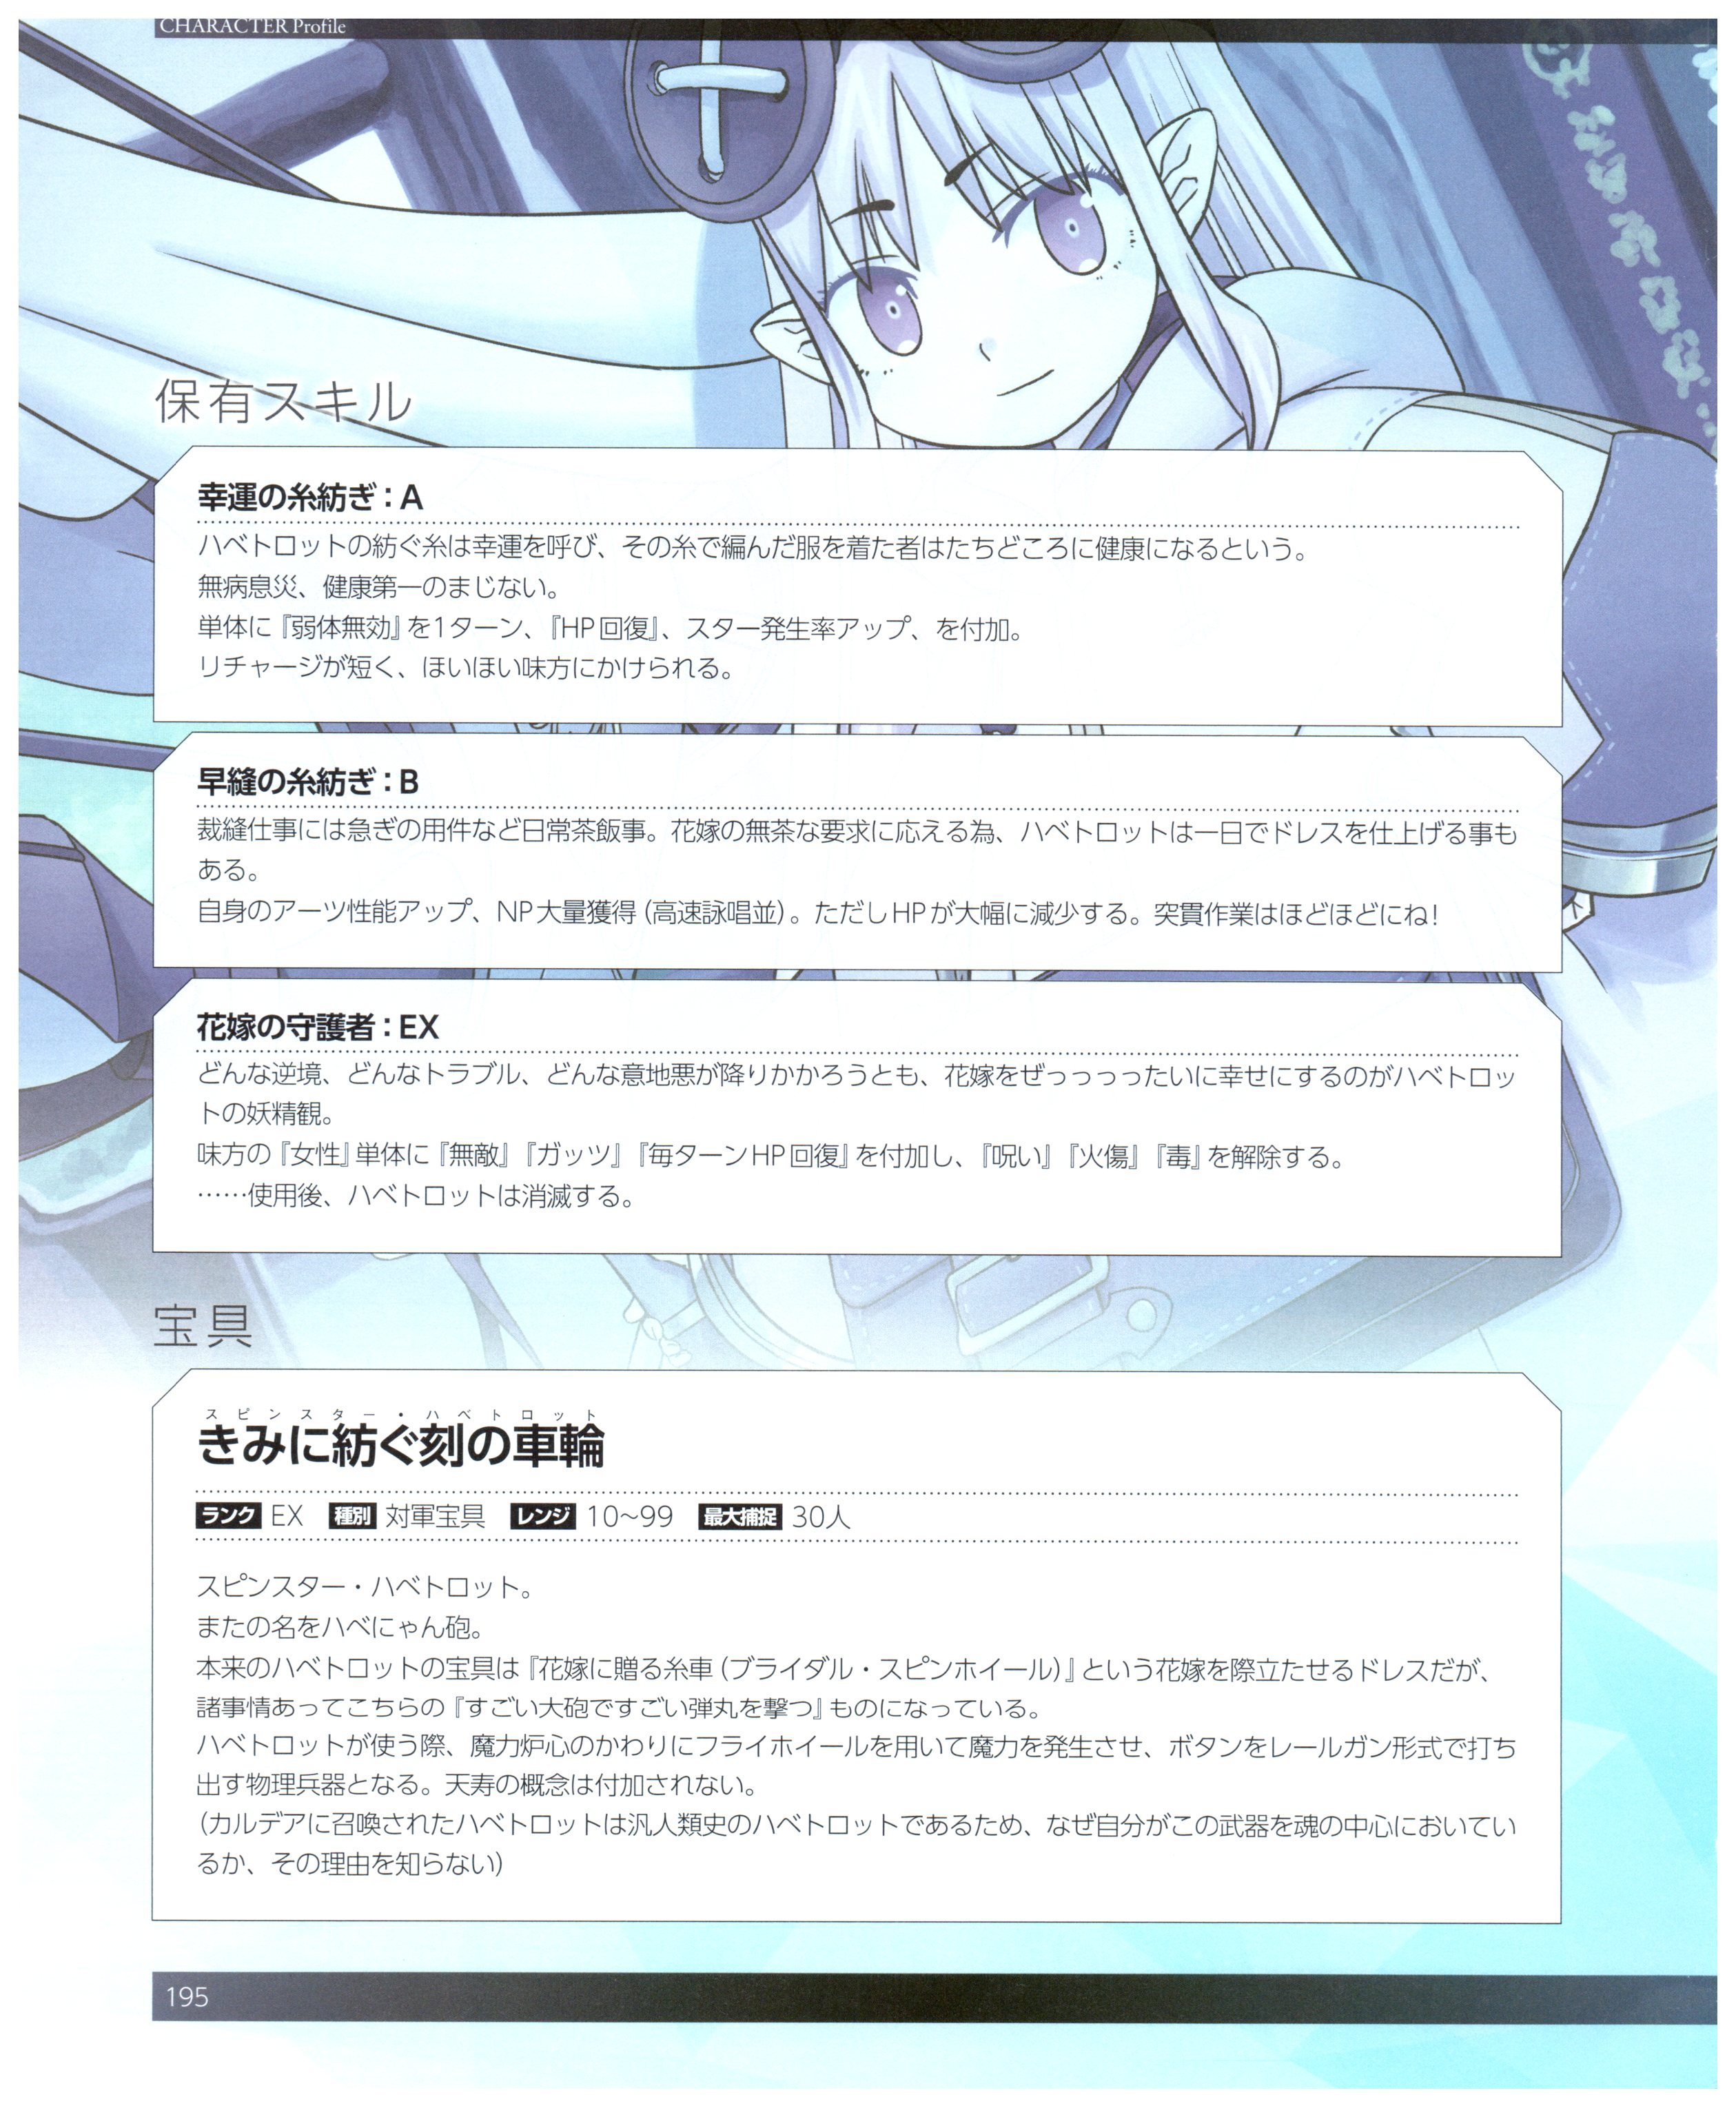 CHARACTER Profile
保有スキル
幸運の糸紡ぎ：A
ハベトロットの紡ぐ糸は幸運を呼び、その糸で編んだ服を着た者はたちどころに健康になるという。
無病息災、健康第一のまじない。
単体に『弱体無効』を1ターン、『HP回復』、スター発生率アップ、を付加。
リチャージが短く、ほいほい味方にかけられる。
早縫の糸紡ぎ：B
裁縫仕事には急ぎの用件など日常茶飯事。花嫁の無茶な要求に応える為、ハベトロットは一日でドレスを仕上げる事も
ある。
自身のアーツ性能アップ、NP大量獲得（高速詠唱並）。ただしHPが大幅に減少する。突貫作業はほどほどにね！
花嫁の守護者：EX
どんな逆境、どんなトラブル、どんな意地悪が降りかかろうとも、花嫁をぜっっっったいに幸せにするのがハベトロッ
トの妖精観。
味方の『女性』単体に『無敵』『ガッツ』『毎ターンHP回復』を付加し、『呪い』『火傷』『毒』を解除する。
……使用後、ハベトロットは消滅する。
宝具
スピンスター・ハベトロット
きみに紡ぐ刻の車輪
ランク EX 種別 対軍宝具 レンジ 10〜99 最大捕捉 30人
スピンスター・ハベトロット。
またの名をハベにゃん砲。
本来のハベトロットの宝具は『花嫁に贈る糸車（ブライダル・スピンホイール）』という花嫁を際立たせるドレスだが、
諸事情あってこちらの『すごい大砲ですごい弾丸を撃つ』ものになっている。
ハベトロットが使う際、魔力炉心のかわりにフライホイールを用いて魔力を発生させ、ボタンをレールガン形式で打ち
出す物理兵器となる。天寿の概念は付加されない。
（カルデアに召喚されたハベトロットは汎人類史のハベトロットであるため、なぜ自分がこの武器を魂の中心においてい
るか、その理由を知らない）
195